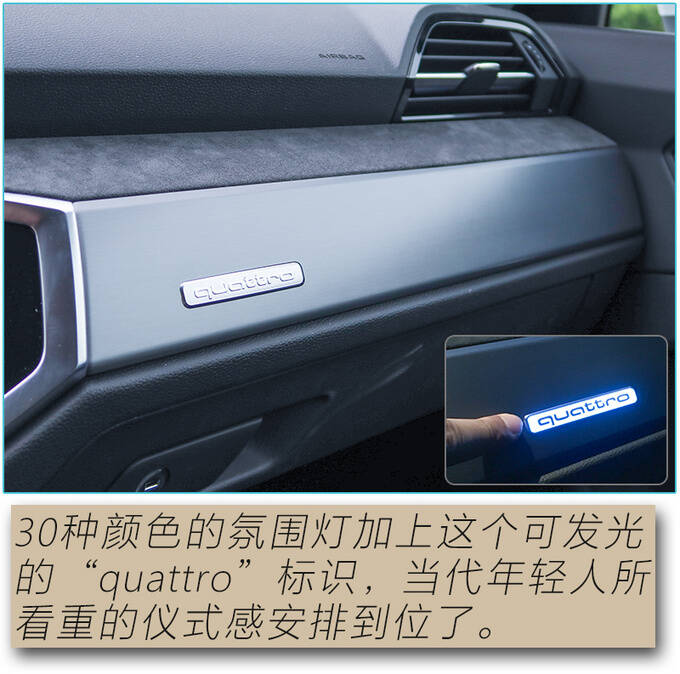 AIRBAG
quattro
quattro
30种颜色的氛围灯加上这个可发光
的“quattro”标识，当代年轻人所
看重的仪式感安排到位了。